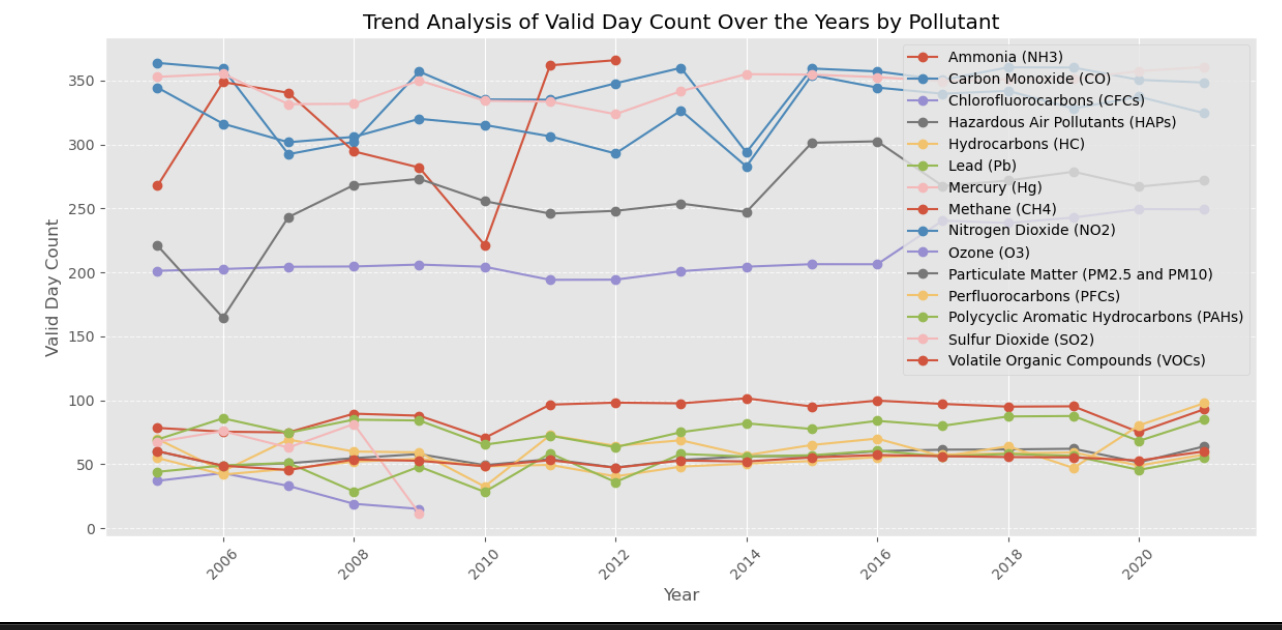 Trend Analysis of Valid Day Count Over the Years by Pollutant
Valid Day Count
350
300
250
200
150
100
50
0
Ammonia (NH3)
Carbon Monoxide (CO)
Chlorofluorocarbons (CFCs)
Hazardous Air Pollutants (HAPs)
Hydrocarbons (HC)
Lead (Pb)
Mercury (Hg)
Methane (CH4)
Nitrogen Dioxide (NO2)
Ozone (O3)
Particulate Matter (PM2.5 and PM10)
Perfluorocarbons (PFCs)
Polycyclic Aromatic Hydrocarbons (PAHs)
Sulfur Dioxide (SO2)
Volatile Organic Compounds (VOCs)
2006
2008
2010
2012
2014
2016
2018
2020
Year